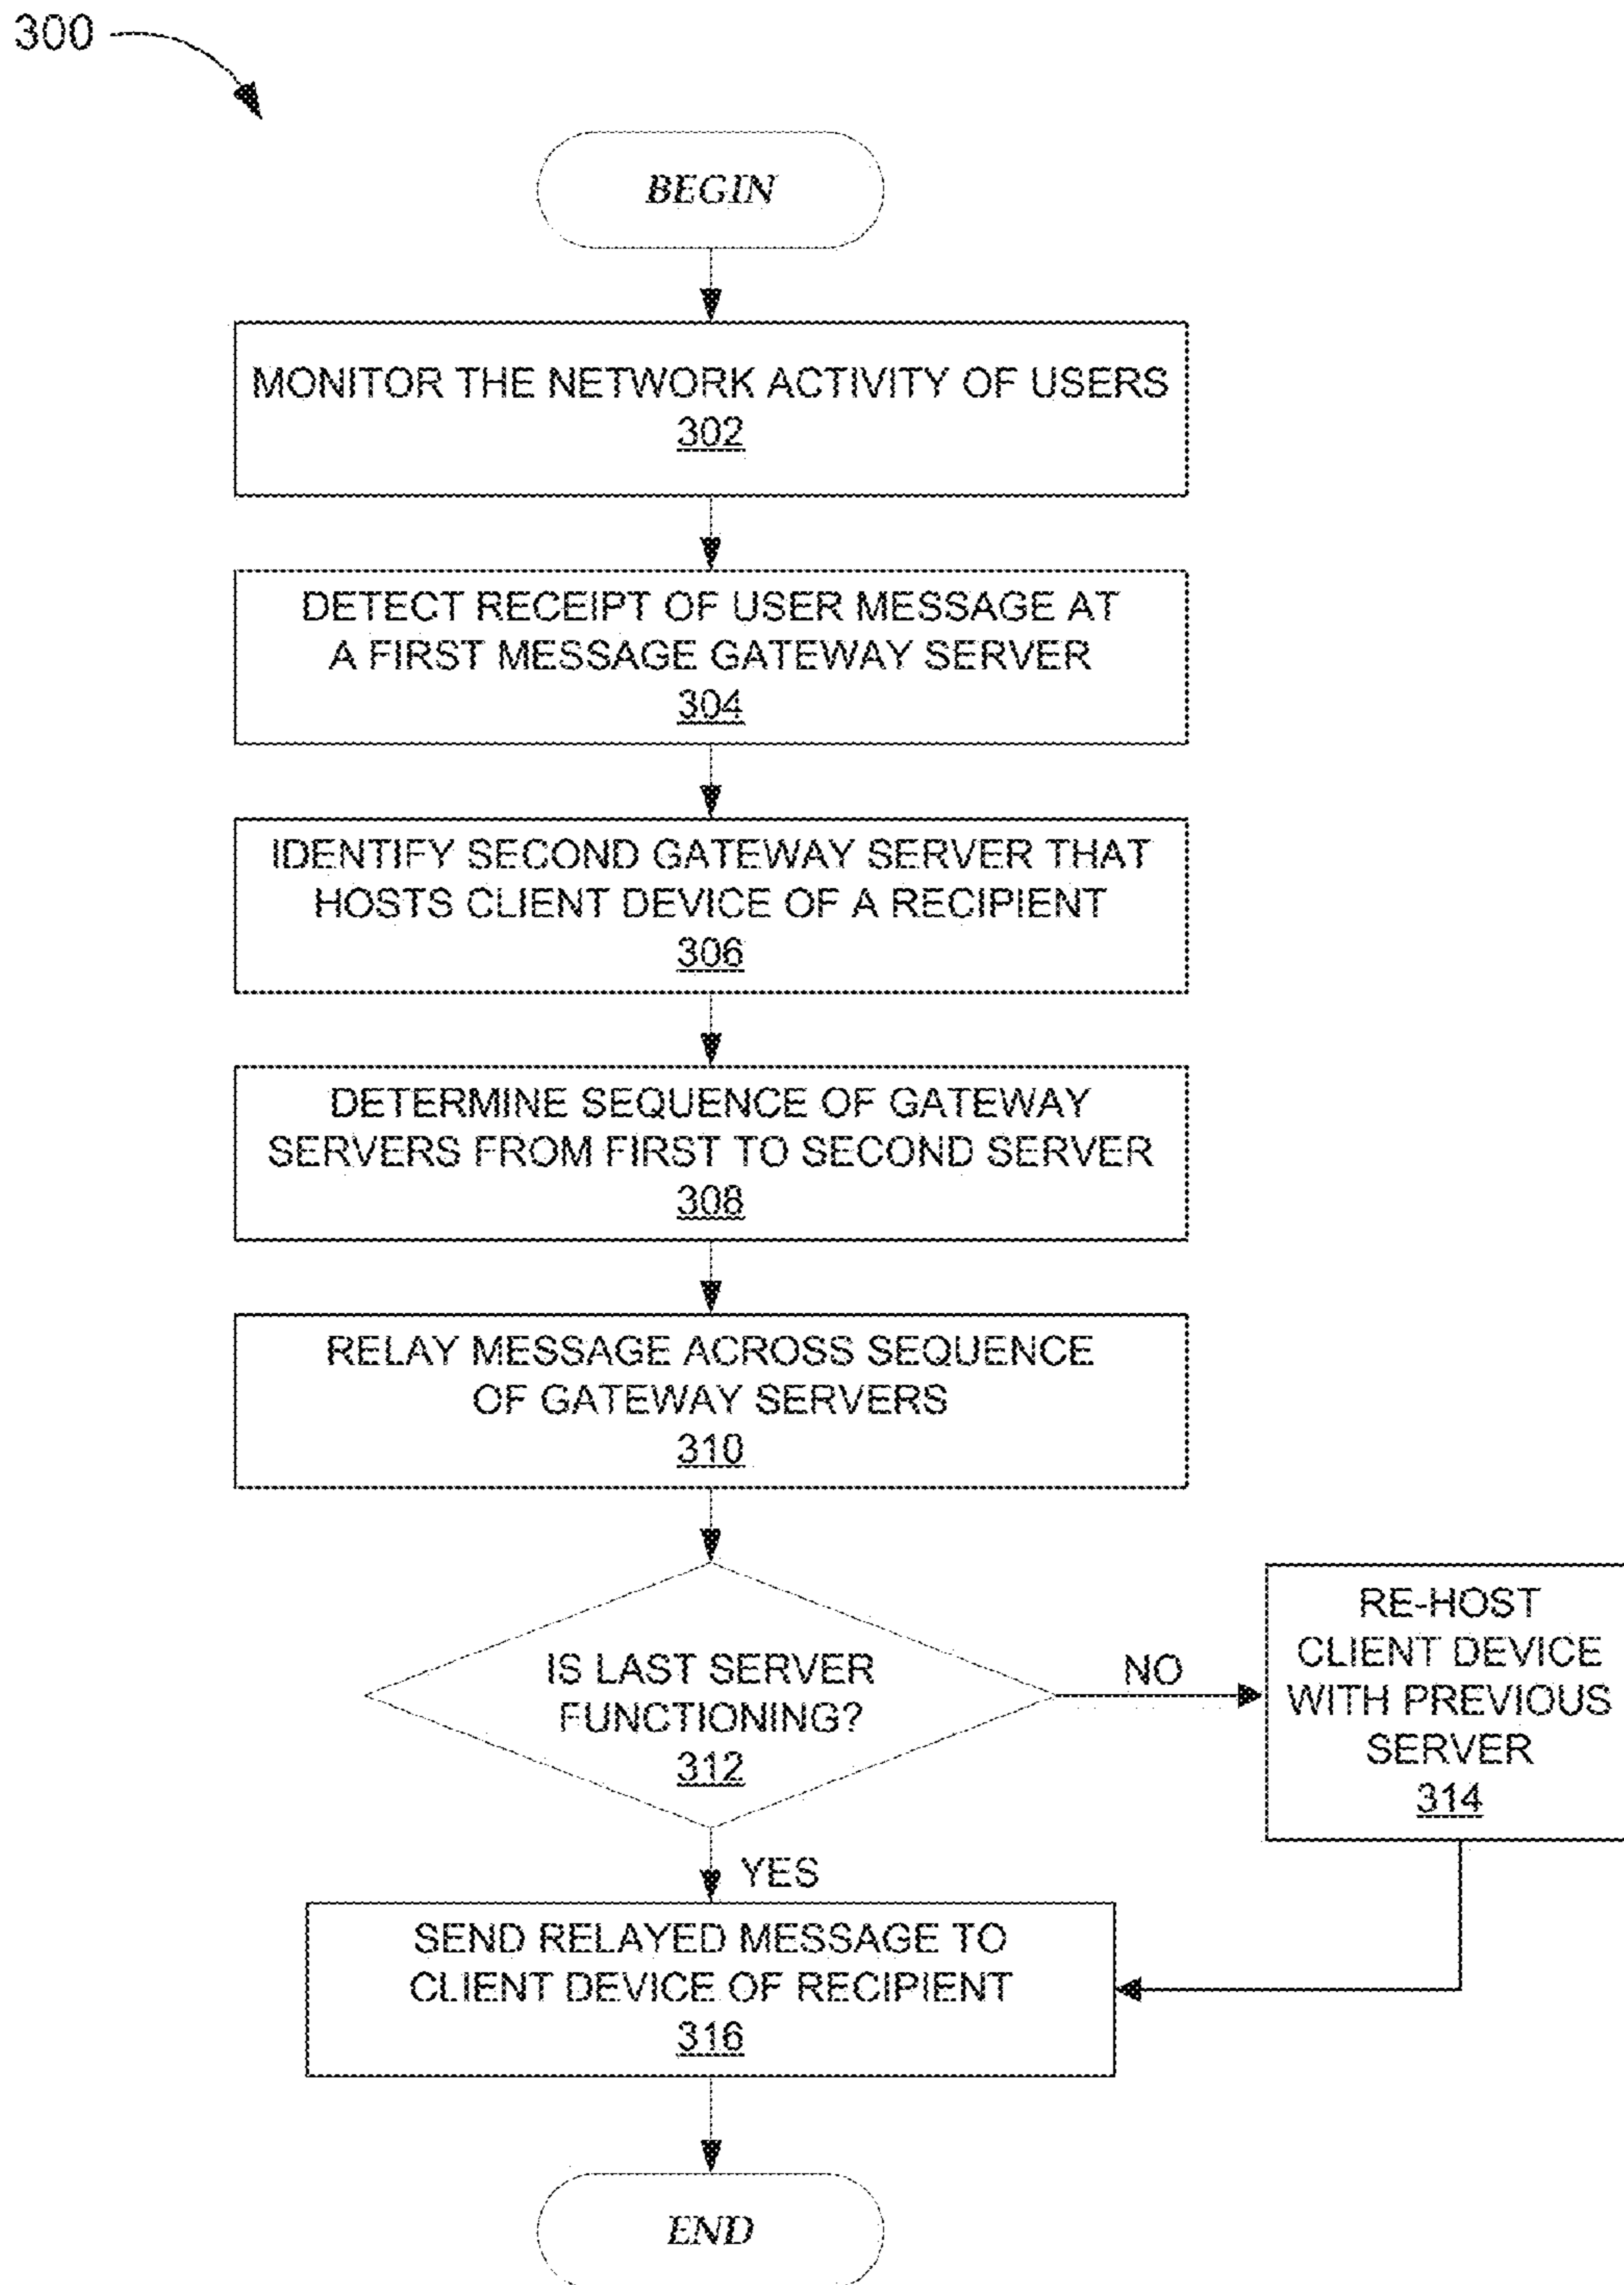 300
BEGIN
MONITOR THE NETWORK ACTIVITY OF USERS
302
DETECT RECEIPT OF USER MESSAGE AT
A FIRST MESSAGE GATEWAY SERVER
304
IDENTIFY SECOND GATEWAY SERVER THAT
HOSTS CLIENT DEVICE OF A RECIPIENT
306
DETERMINE SEQUENCE OF GATEWAY
SERVERS FROM FIRST TO SECOND SERVER
308
RELAY MESSAGE ACROSS SEQUENCE
OF GATEWAY SERVERS
310
IS LAST SERVER
FUNCTIONING?
312
NO
RE-HOST
CLIENT DEVICE
WITH PREVIOUS
SERVER
314
YES
SEND RELAYED MESSAGE TO
CLIENT DEVICE OF RECIPIENT
316
END